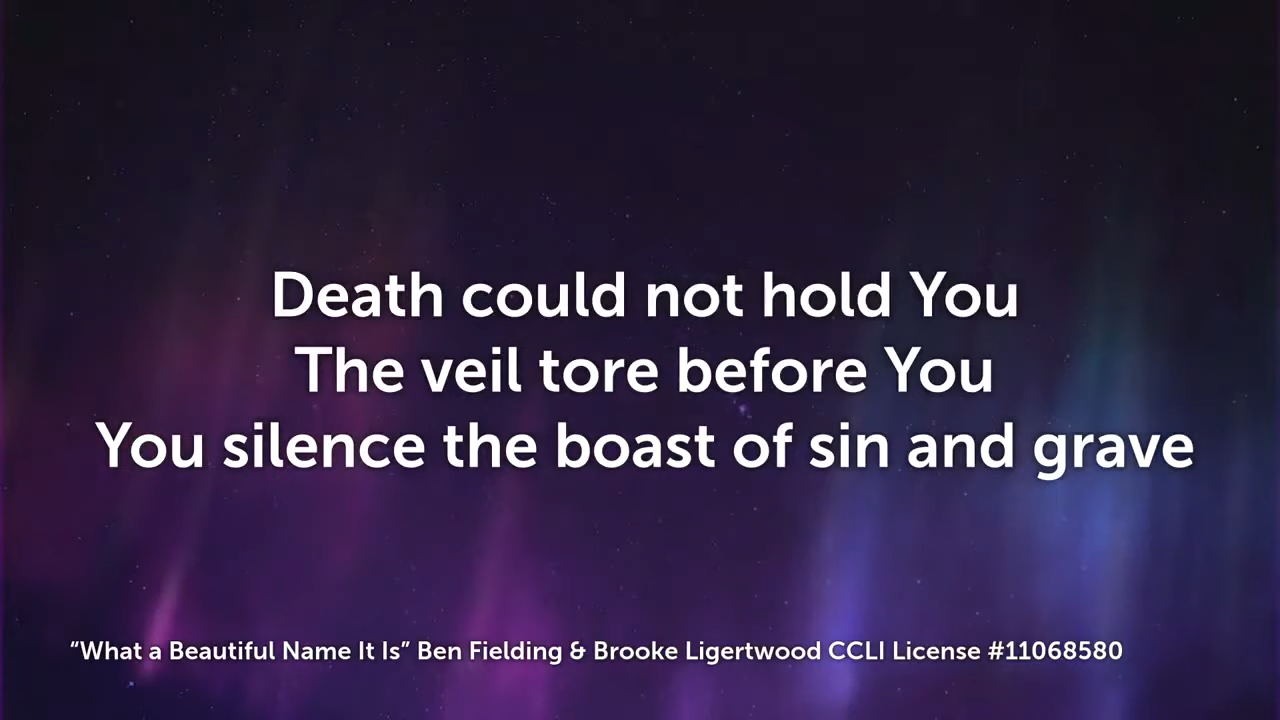 Death could not hold You
The veil tore before You
You silence the boast of sin and grave
“What a Beautiful Name It Is” Ben Fielding & Brooke Ligertwood CCLI License #11068580